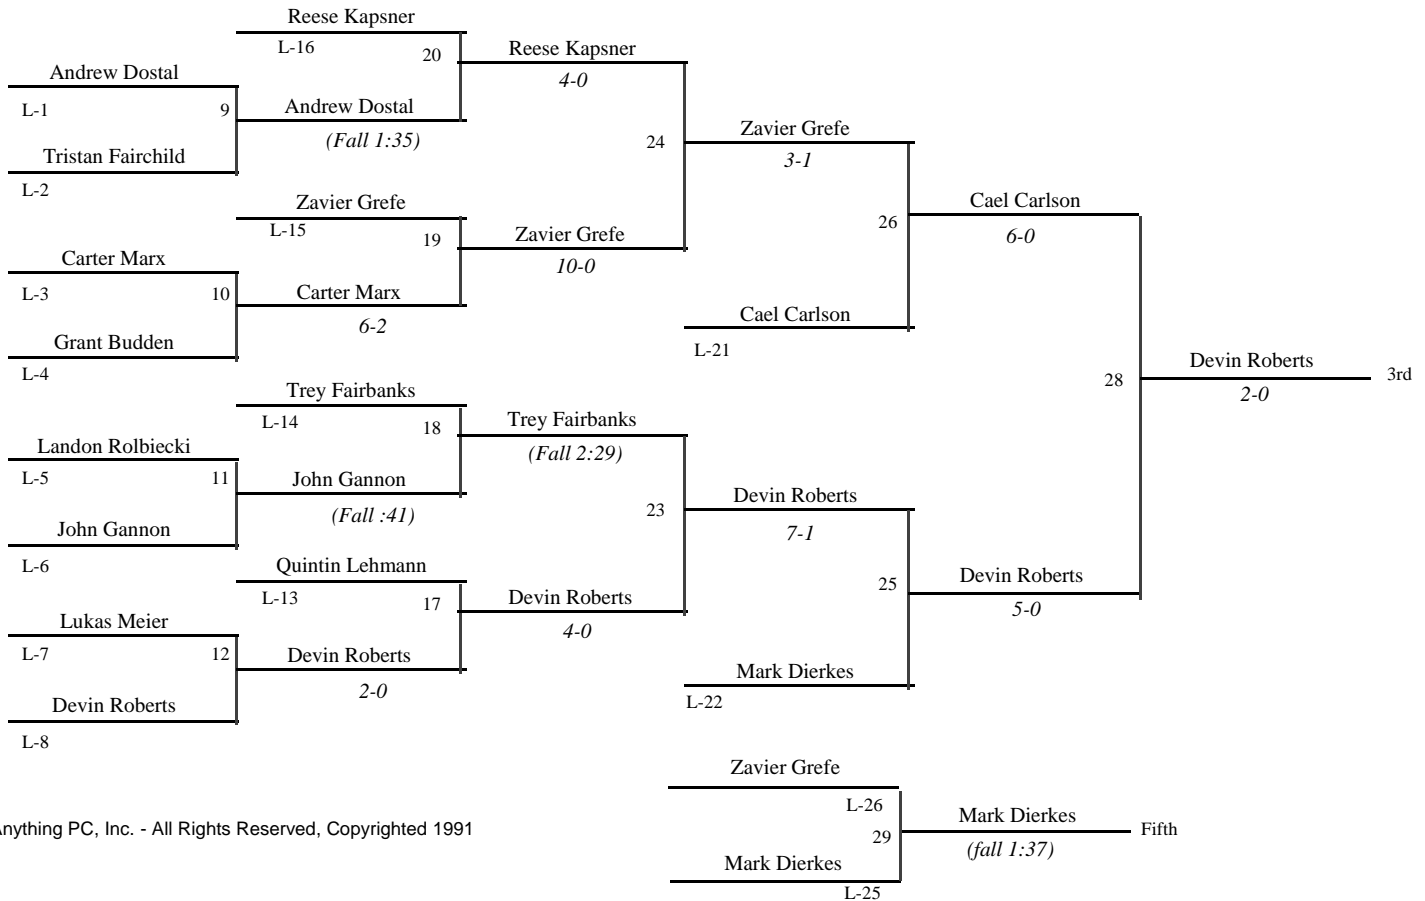 Reese Kapsner
L-16
20
Reese Kapsner
4-0
Andrew Dostal
L-1
9
Andrew Dostal
(Fall 1:35)
Tristan Fairchild
L-2
24
Zavier Grefe
3-1
Zavier Grefe
L-15
19
Zavier Grefe
10-0
Carter Marx
L-3
10
Carter Marx
6-2
Grant Budden
L-4
26
Cael Carlson
6-0
Cael Carlson
L-21
28
Devin Roberts
2-0
3rd
Trey Fairbanks
L-14
18
Trey Fairbanks
(Fall 2:29)
Landon Rolbiecki
L-5
11
John Gannon
(Fall :41)
John Gannon
L-6
23
Devin Roberts
7-1
Quintin Lehmann
L-13
17
Devin Roberts
4-0
25
Devin Roberts
5-0
Lukas Meier
L-7
12
Devin Roberts
2-0
Devin Roberts
L-8
Mark Dierkes
L-22
Zavier Grefe
L-26
29
Mark Dierkes
(fall 1:37)
Fifth
Mark Dierkes
L-25
nything PC, Inc. - All Rights Reserved, Copyrighted 1991